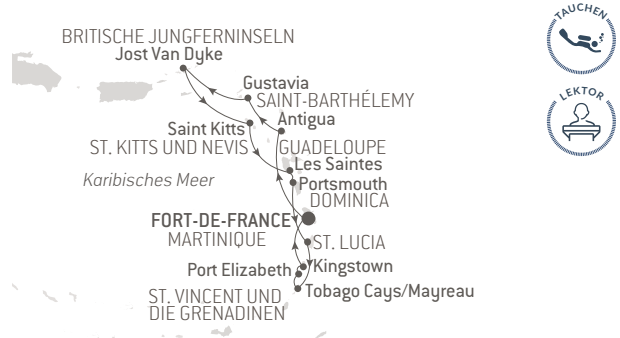 BRITISCHE JUNGFERNINSELN
Jost Van Dyke
Gustavia
SAINT-BARTHÉLEMY
Antigua
Saint Kitts
ST. KITTS UND NEVIS
GUADELOUPE
Les Saintes
Karibisches Meer
Portsmouth
DOMINICA
FORT-DE-FRANCE
MARTINIQUE
ST. LUCIA
Port Elizabeth
Kingstown
Tobago Cays/Mayreau
ST. VINCENT UND
DIE GRENADINEN
TAUCHEN
LEKTOR